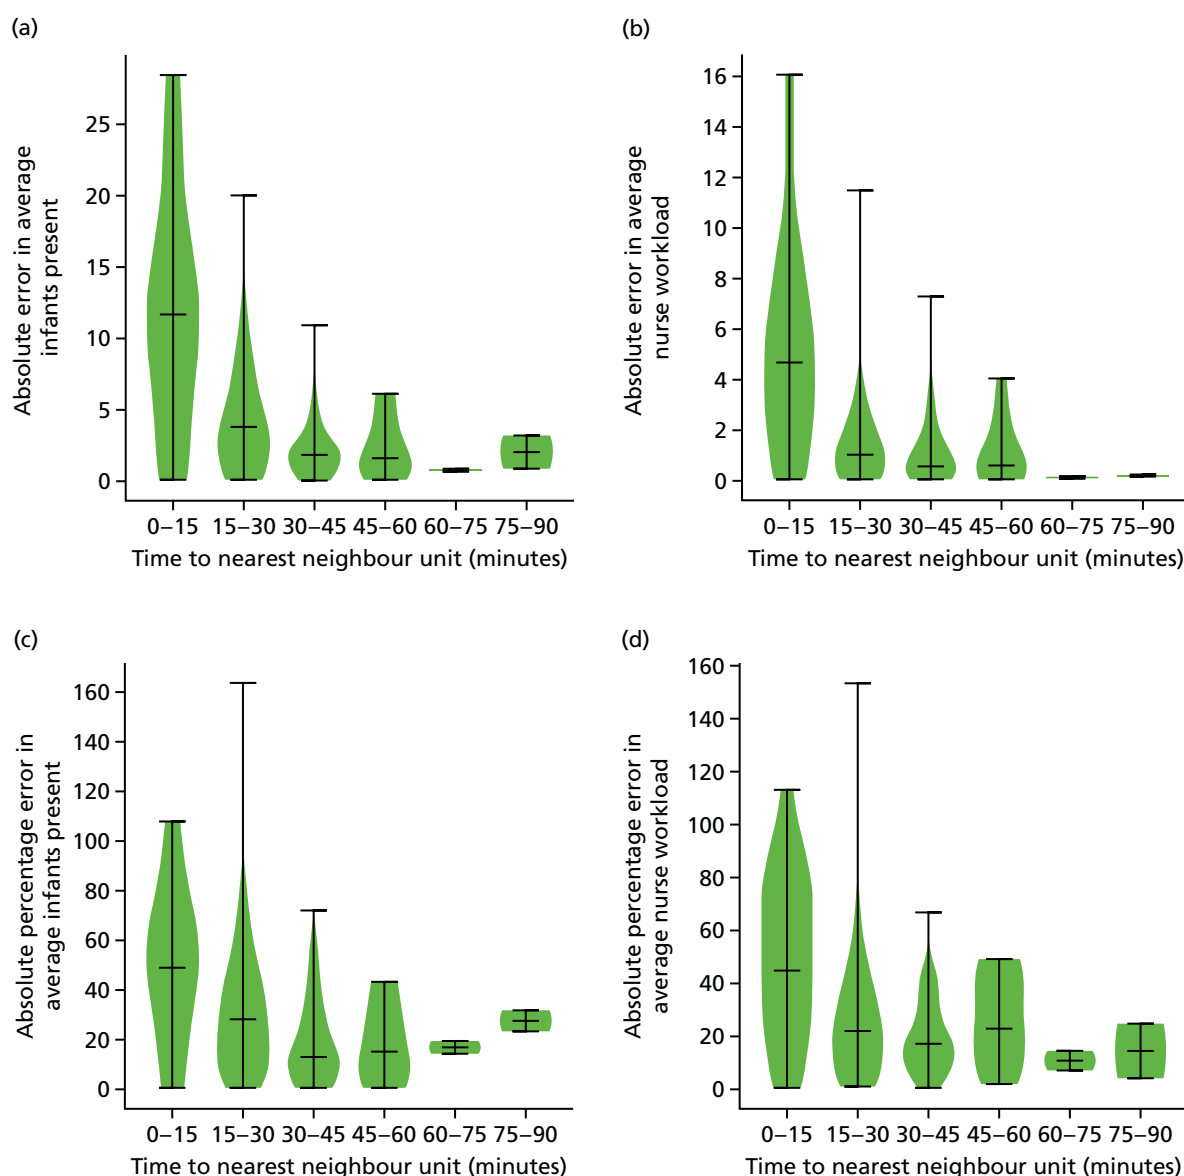 (a)
Absolute error in average
infants present
25
20
15
10
5
0
0–15 15–30 30–45 45–60 60–75 75–90
Time to nearest neighbour unit (minutes)
(b)
Absolute error in average
nurse workload
16
14
12
10
8
6
4
2
0
0–15 15–30 30–45 45–60 60–75 75–90
Time to nearest neighbour unit (minutes)
(c)
Absolute percentage error in
average infants present
160
140
120
100
80
60
40
20
0
0–15 15–30 30–45 45–60 60–75 75–90
Time to nearest neighbour unit (minutes)
(d)
Absolute percentage error in
average nurse workload
160
140
120
100
80
60
40
20
0
0–15 15–30 30–45 45–60 60–75 75–90
Time to nearest neighbour unit (minutes)